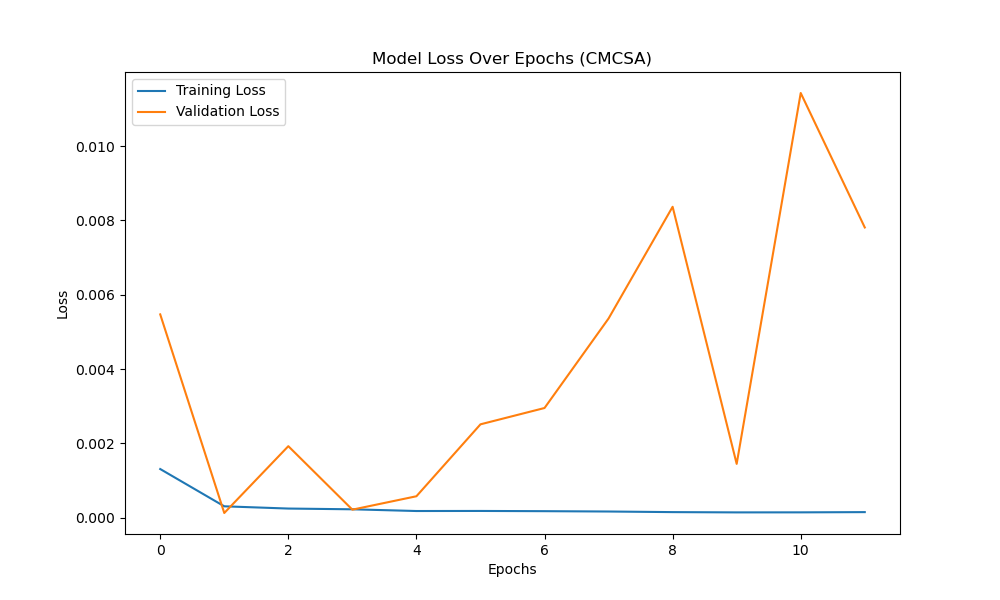 Model Loss Over Epochs (CMCSA)
Training Loss
Validation Loss
0.010
0.008
0.006
0.004
0.002
0.000
Loss
0 2 4 6 8 10
Epochs